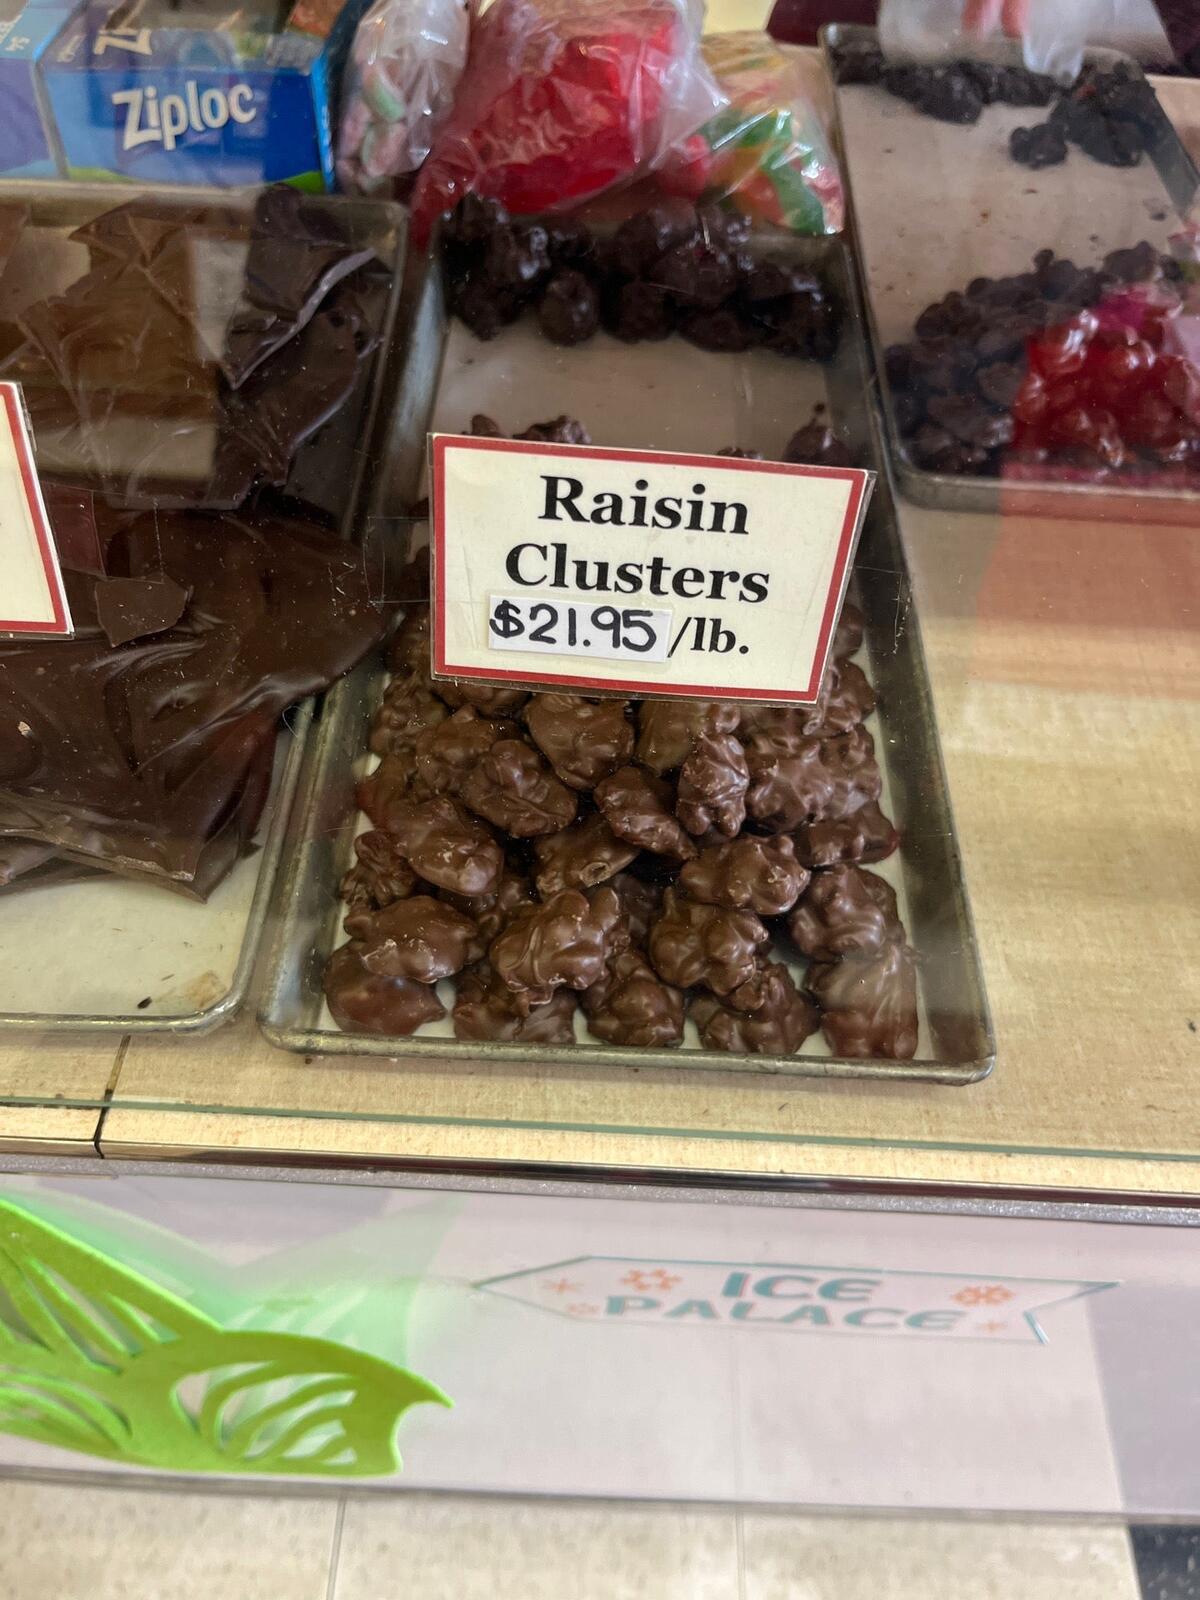 Ziploc
Raisin
Clusters
$21.95/lb.
ICE
PALACE